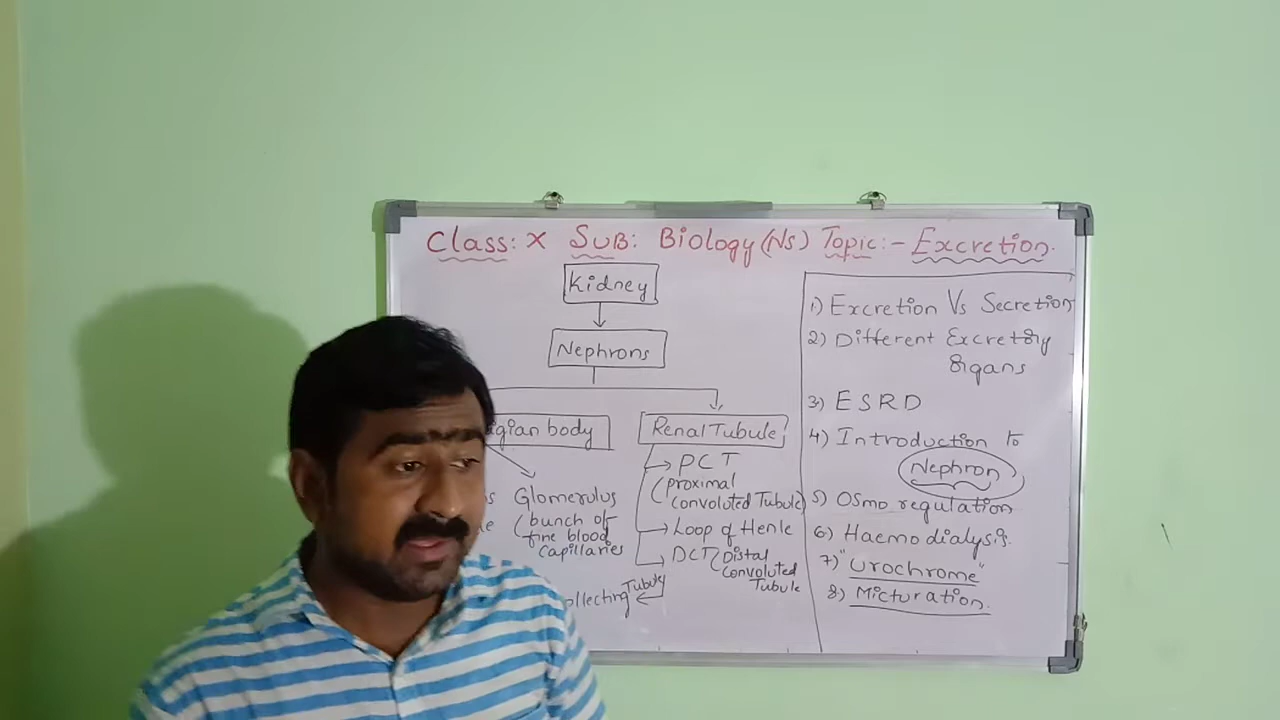 Class: X SUB: Biology (NS) Topic:- Excretion.
Kidney
Nephrons
body
Renal Tubule
Glomerulus
(bunch of
fine blood
capillaries
PCT
(proximal
convoluted Tubule)
Loop of Henle
DCT (Distal
convoluted
Tubule
Tubule
1) Excretion Vs Secretion
2) Different Excretory
organs
3) ESRD
4) Introduction to
Nephron
5) Osmo regulation
6) Haemo dialysis.
7) "Urochrome"
8) Micturation.